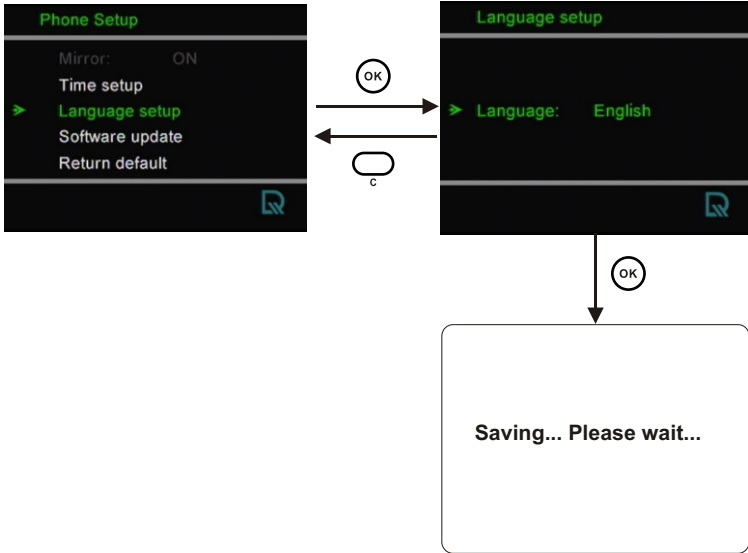 Phone Setup
Mirror: ON
Time setup
Language setup
Software update
Return default
OK
C
Language setup
Language: English
OK
Saving... Please wait...